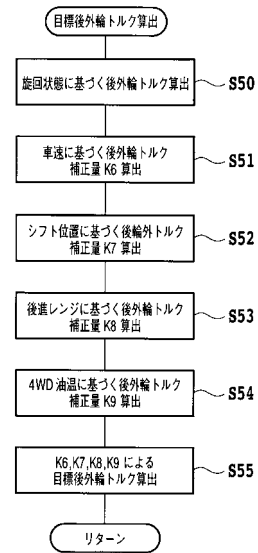 目標後外輪トルク算出
旋回状態に基づく後外輪トルク算出
S50
車速に基づく後外輪トルク
補正量 K6 算出
S51
シフト位置に基づく後輪外トルク
補正量 K7 算出
S52
後進レンジに基づく後外輪トルク
補正量 K8 算出
S53
4WD 油温に基づく後外輪トルク
補正量 K9 算出
S54
K6,K7,K8,K9 による
目標後外輪トルク算出
S55
リターン